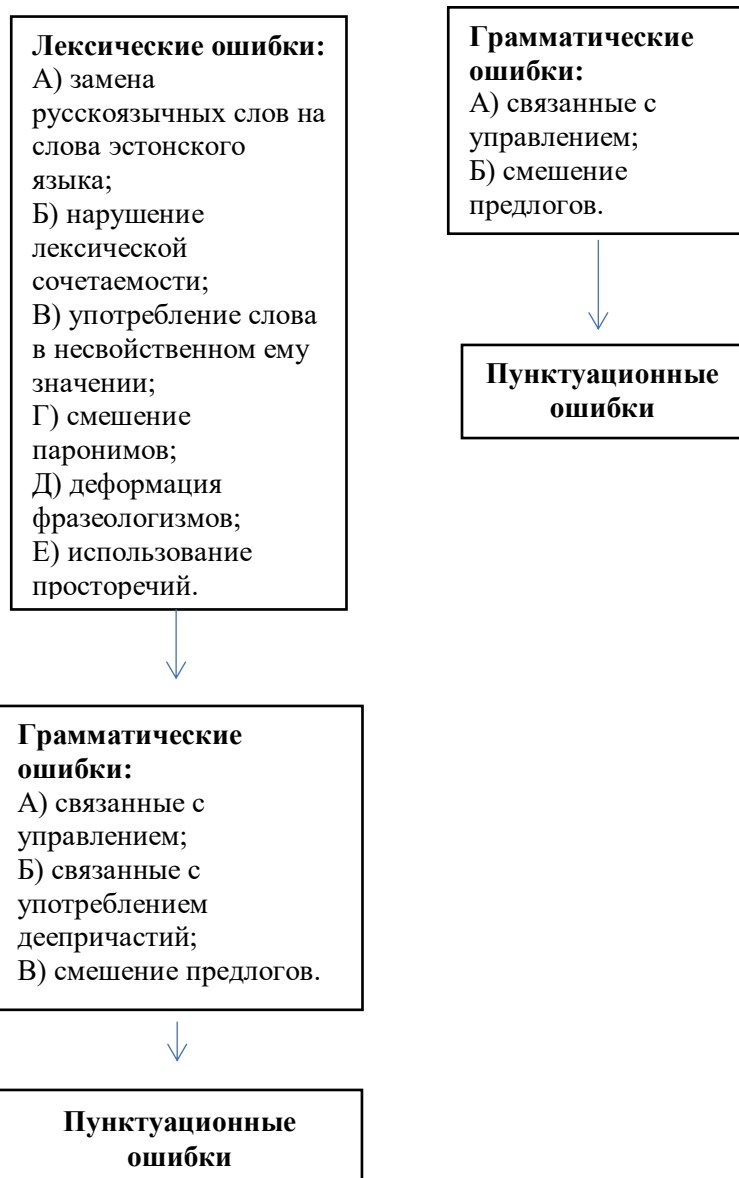 Лексические ошибки:
А) замена
русскоязычных слов на
слова эстонского
языка;
Б) нарушение
лексической
сочетаемости;
В) употребление слова
в несвойственном ему
значении;
Г) смешение
паронимов;
Д) деформация
фразеологизмов;
Е) использование
просторечий.
Грамматические
ошибки:
А) связанные с
управлением;
Б) связанные с
употреблением
деепричастий;
В) смешение предлогов.
Пунктуационные
ошибки
Грамматические
ошибки:
А) связанные с
управлением;
Б) смешение
предлогов.
Пунктуационные
ошибки